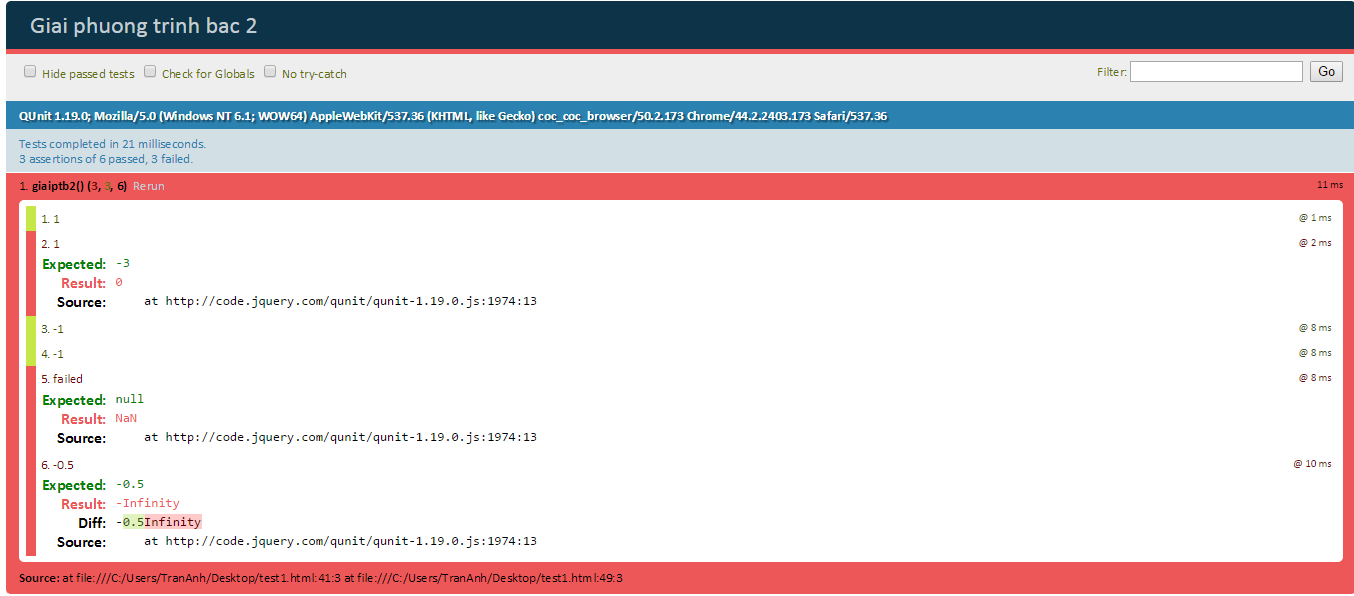 Giai phuong trinh bac 2
Hide passed tests Check for Globals No try-catch Filter: Go
QUnit 1.19.0; Mozilla/5.0 (Windows NT 6.1; WOW64) AppleWebKit/537.36 (KHTML, like Gecko) coc_coc_browser/50.2.173 Chrome/44.2.2403.173 Safari/537.36
Tests completed in 21 milliseconds.
3 assertions of 6 passed, 3 failed.
1. giaiptb2() (3, 3, 6) Rerun 11 ms
1. 1 @ 1 ms
2. 1 @ 2 ms
Expected: -3
Result: 0
Source: at http://code.jquery.com/qunit/qunit-1.19.0.js:1974:13
3. -1 @ 8 ms
4. -1 @ 8 ms
5. failed @ 8 ms
Expected: null
Result: NaN
Source: at http://code.jquery.com/qunit/qunit-1.19.0.js:1974:13
6. -0.5 @ 10 ms
Expected: -0.5
Result: -Infinity
Diff: -0.5Infinity
Source: at http://code.jquery.com/qunit/qunit-1.19.0.js:1974:13
Source: at file:///C:/Users/TranAnh/Desktop/test1.html:41:3 at file:///C:/Users/TranAnh/Desktop/test1.html:49:3